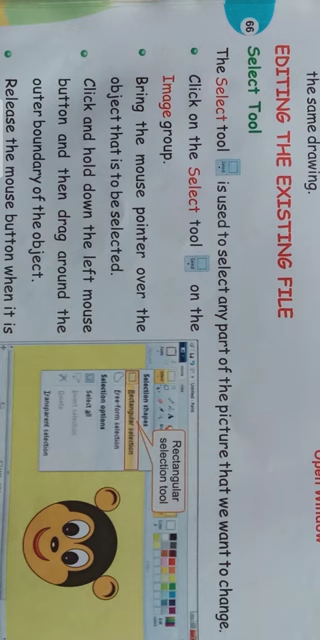 the same drawing.
Open Window
EDITING THE EXISTING FILE
66
Select Tool
The Select tool is used to select any part of the picture that we want to change.
Click on the Select tool on the
Image group.
Bring the mouse pointer over the
object that is to be selected.
Click and hold down the left mouse
button and then drag around the
outer boundary of the object.
Release the mouse button when it is
Rectangular
selection tool
Selection shapes
Rectangular selection
Free-form selection
Selection options
Select all
Invert selection
Delete
Transparent selection